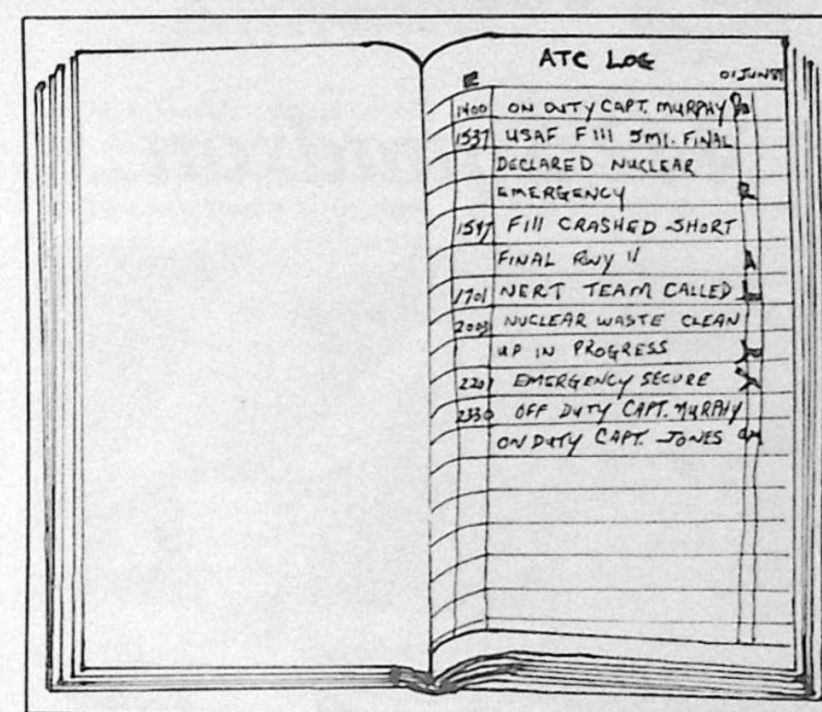 ATC LOG
01 JUN
1400 ON DUTY CAPT. MURPHY
1537 USAF F111 5MI. FINAL
DECLARED NUCLEAR
EMERGENCY
1547 F111 CRASHED SHORT
FINAL RWY 11
1701 NERT TEAM CALLED
2003 NUCLEAR WASTE CLEAN
UP IN PROGRESS
2201 EMERGENCY SECURE
2330 OFF DUTY CAPT. MURPHY
ON DUTY CAPT. JONES